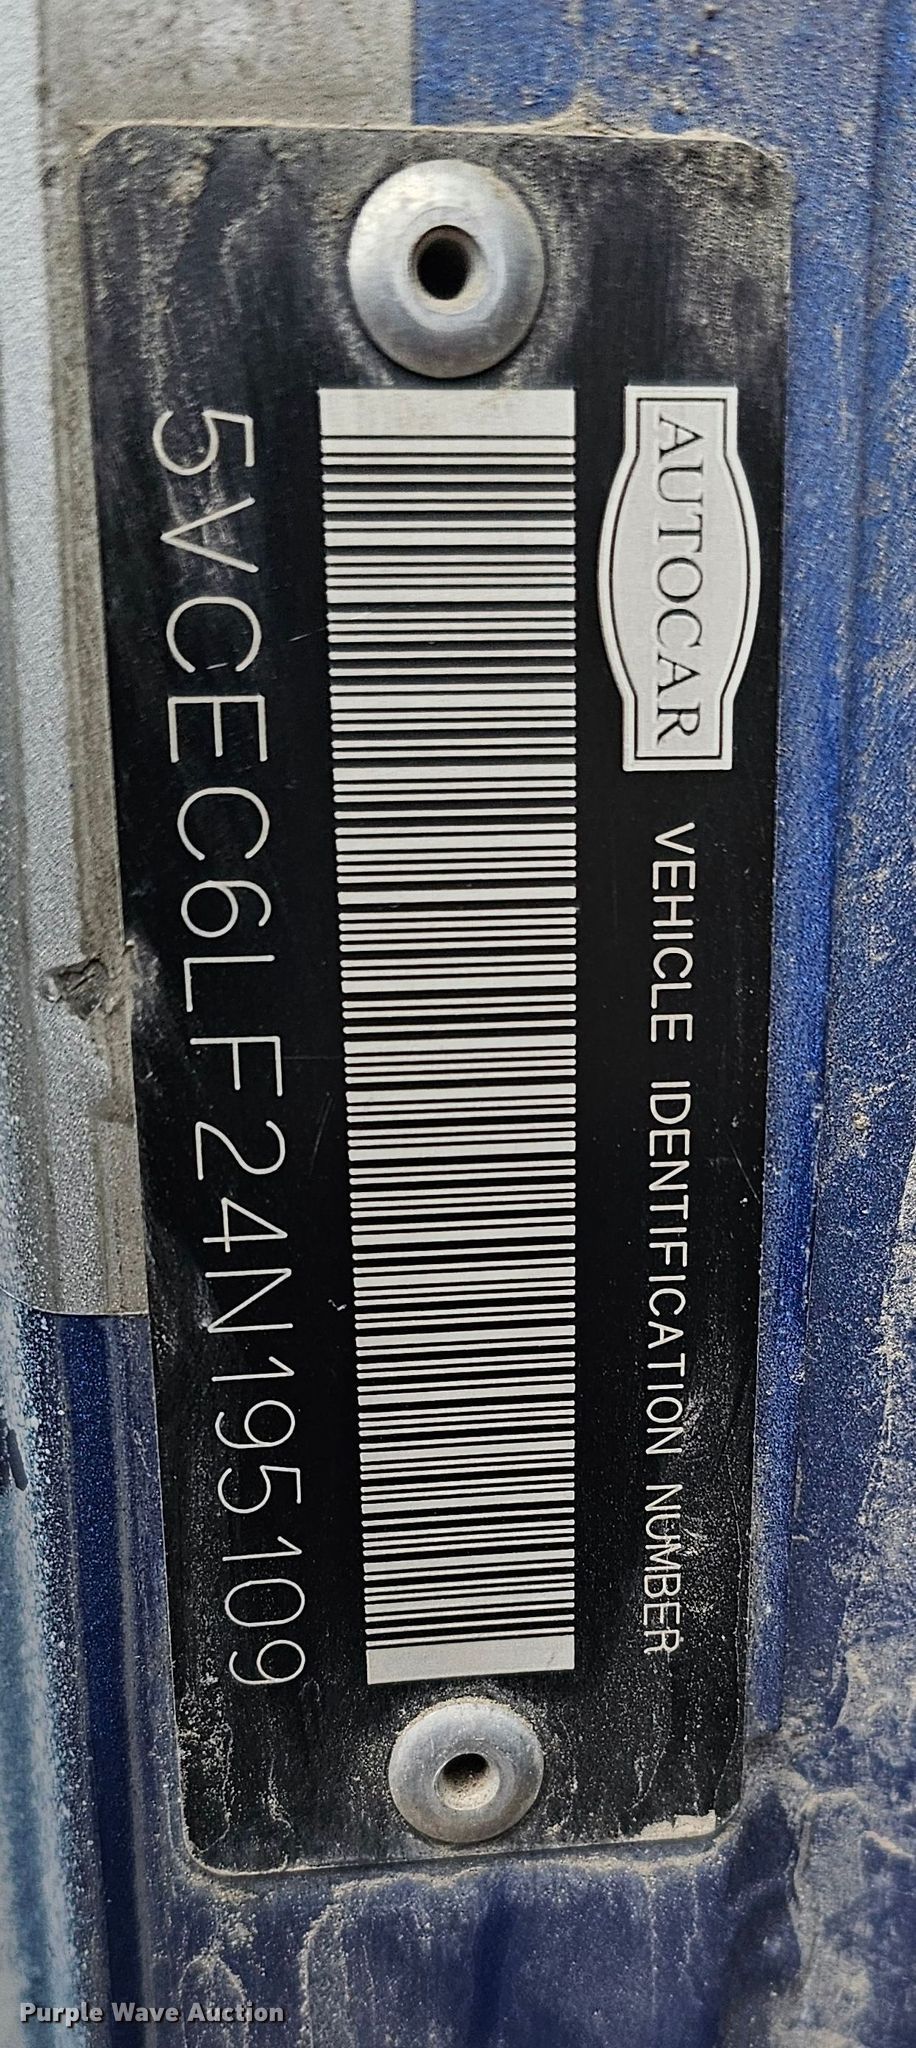 AUTOCAR
VEHICLE IDENTIFICATION NUMBER
5VCEC6LF24N195109
Purple Wave Auction